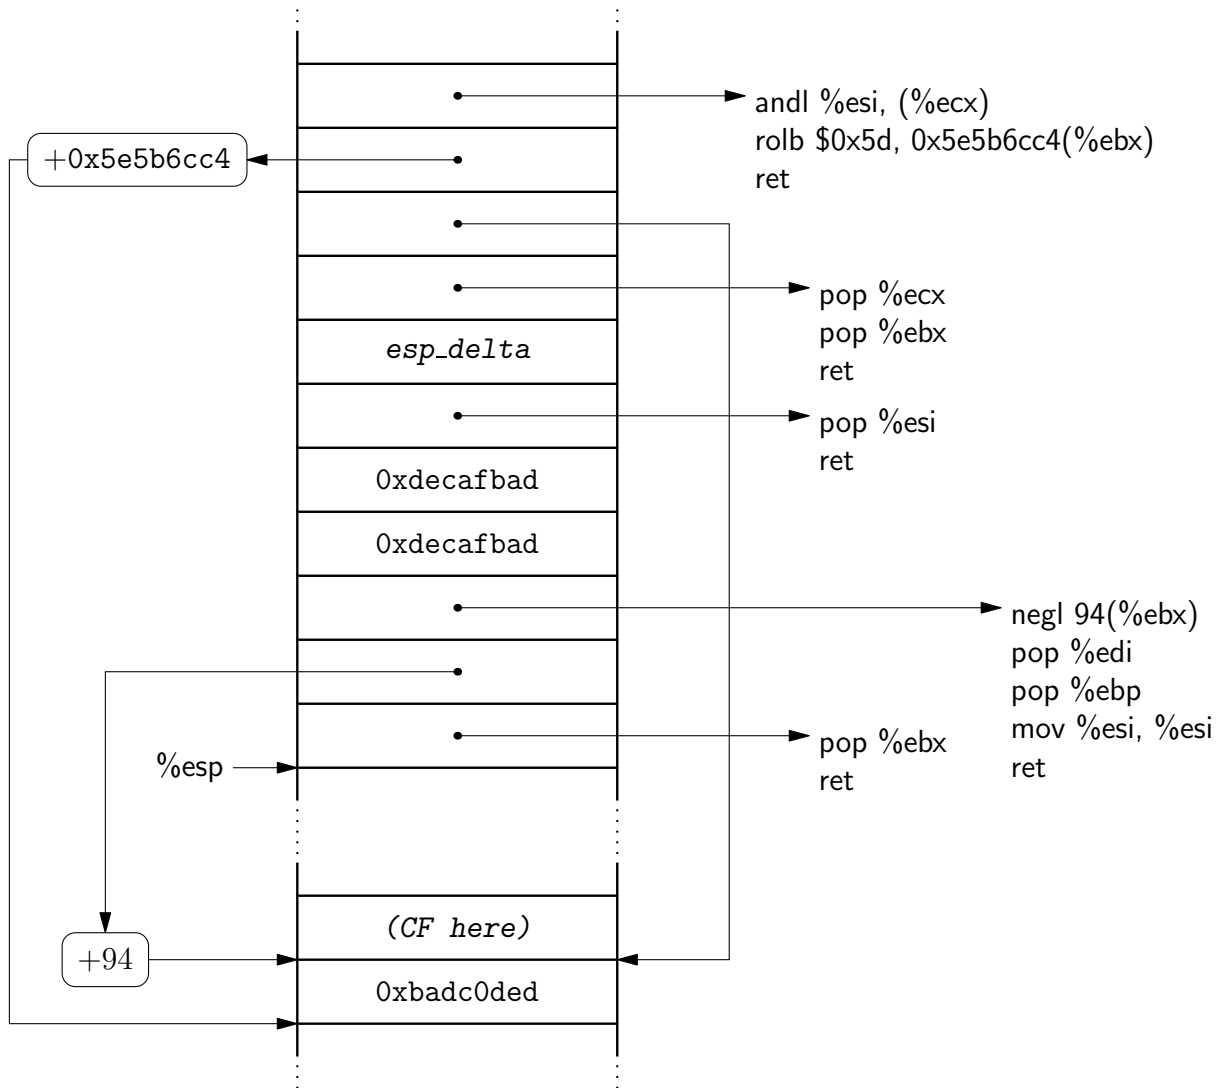 andl %esi, (%ecx)
rolb $0x5d, 0x5e5b6cc4(%ebx)
ret
+0x5e5b6cc4
pop %ecx
pop %ebx
ret
esp_delta
pop %esi
ret
0xdecafbad
0xdecafbad
negl 94(%ebx)
pop %edi
pop %ebp
mov %esi, %esi
ret
pop %ebx
ret
%esp
(CF here)
+94
0xbadc0ded